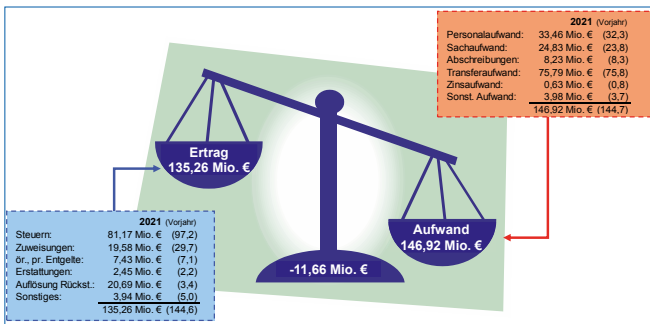 2021 (Vorjahr)
Personalaufwand: 33,46 Mio. € (32,3)
Sachaufwand: 24,83 Mio. € (23,8)
Abschreibungen: 8,23 Mio. € (8,3)
Transferaufwand: 75,79 Mio. € (75,8)
Zinsaufwand: 0,63 Mio. € (0,8)
Sonst. Aufwand: 3,98 Mio. € (3,7)
146,92 Mio. € (144,7)
Ertrag
135,26 Mio. €
Aufwand
146,92 Mio. €
-11,66 Mio. €
2021 (Vorjahr)
Steuern: 81,17 Mio. € (97,2)
Zuweisungen: 19,58 Mio. € (29,7)
ör., pr. Entgelte: 7,43 Mio. € (7,1)
Erstattungen: 2,45 Mio. € (2,2)
Auflösung Rückst.: 20,69 Mio. € (3,4)
Sonstiges: 3,94 Mio. € (5,0)
135,26 Mio. € (144,6)